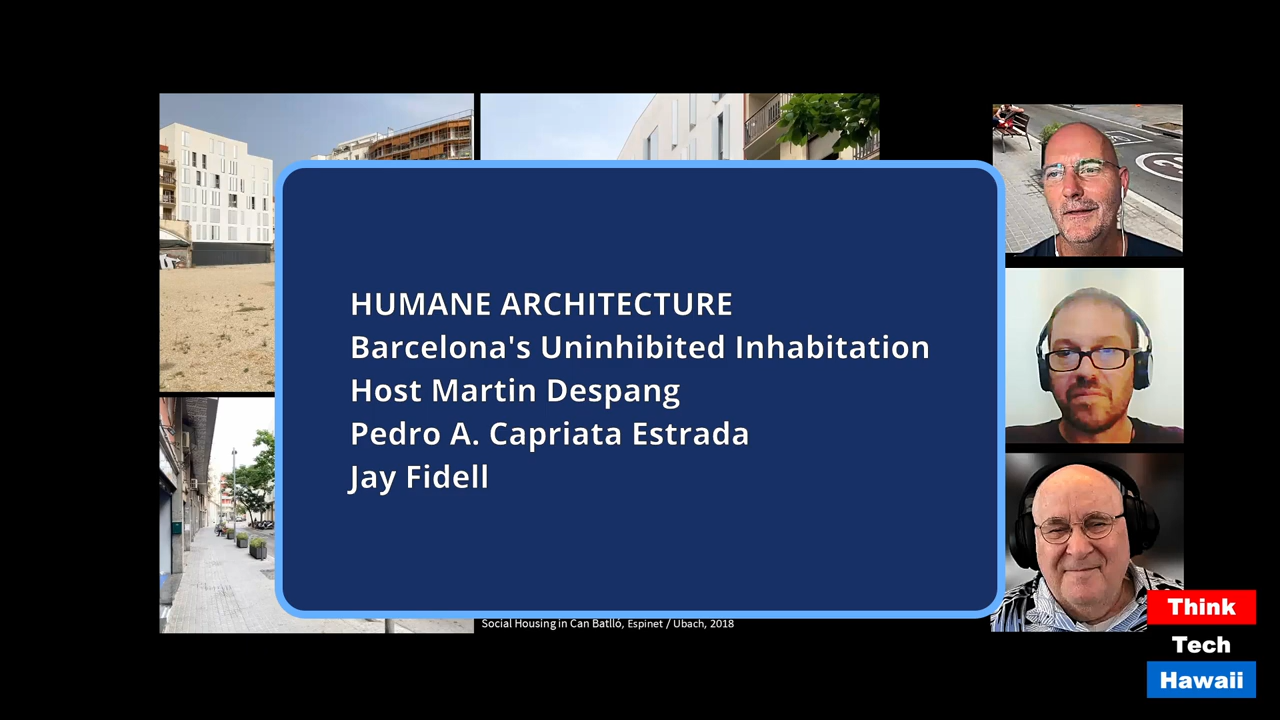 HUMANE ARCHITECTURE
Barcelona's Uninhibited Inhabitation
Host Martin Despang
Pedro A. Capriata Estrada
Jay Fidell
Social Housing in Can Batlló, Espinet / Ubach, 2018
Think
Tech
Hawaii